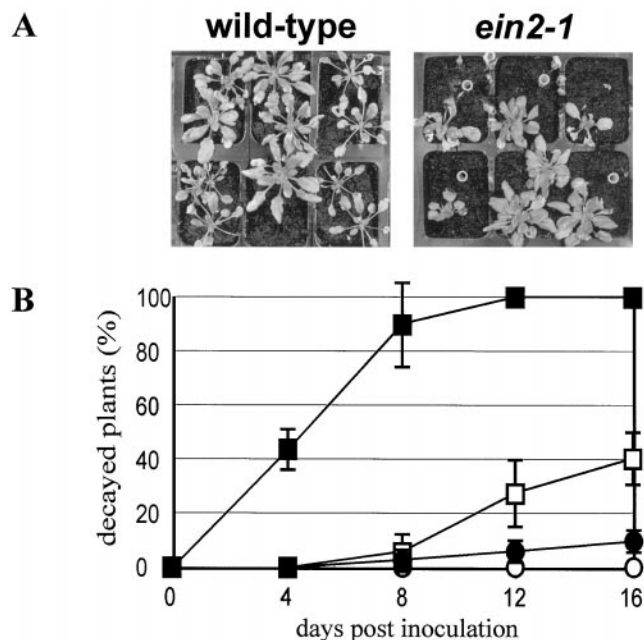 A
wild-type
ein2-1
B
decayed plants (%)
100
80
60
40
20
0
0
4
8
12
16
days post inoculation